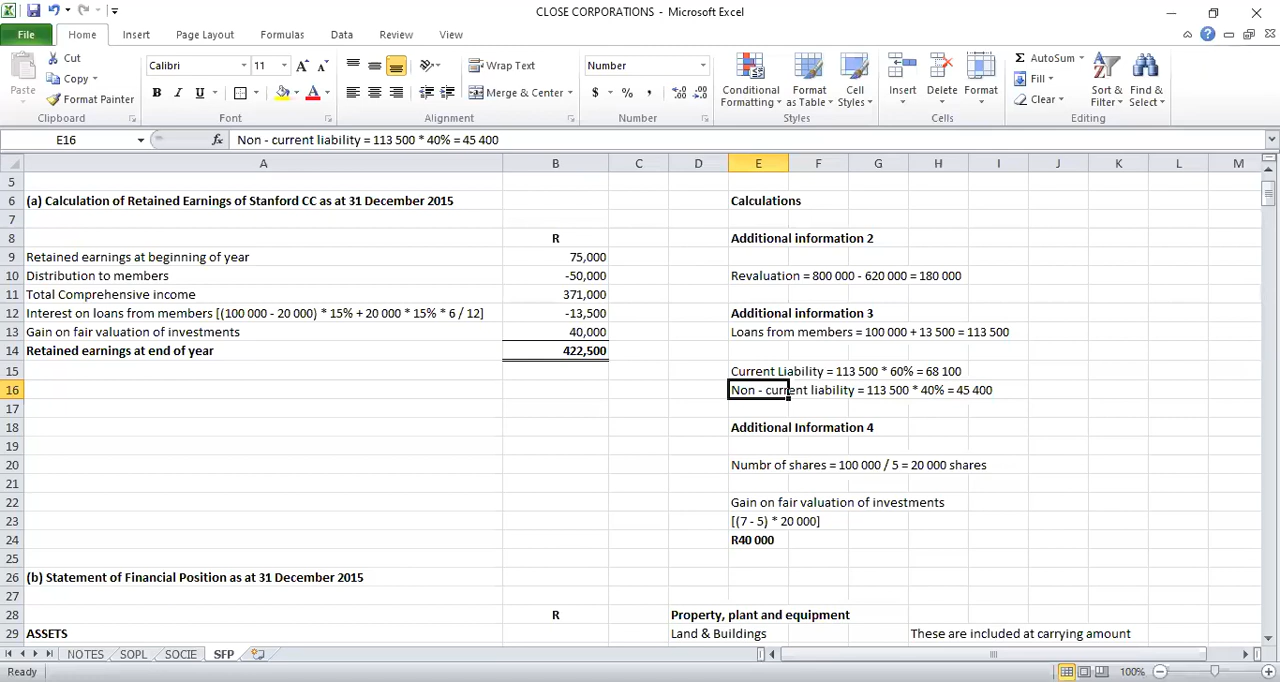 CLOSE CORPORATIONS - Microsoft Excel
File Home Insert Page Layout Formulas Data Review View
Paste Cut Copy Format Painter
Calibri 11
B I U
Wrap Text
Merge & Center
Number
$ % ,
Conditional Formatting Format as Table Cell Styles
Insert Delete Format
Σ AutoSum Fill Clear
Sort & Filter Find & Select
Clipboard Font Alignment Number Styles Cells Editing
E16 fx Non - current liability = 113 500 * 40% = 45 400
A B C D E F G H I J K L M
5
6 (a) Calculation of Retained Earnings of Stanford CC as at 31 December 2015 Calculations
7
8 R Additional information 2
9 Retained earnings at beginning of year 75,000
10 Distribution to members -50,000 Revaluation = 800 000 - 620 000 = 180 000
11 Total Comprehensive income 371,000
12 Interest on loans from members [(100 000 - 20 000) * 15% + 20 000 * 15% * 6 / 12] -13,500 Additional information 3
13 Gain on fair valuation of investments 40,000 Loans from members = 100 000 + 13 500 = 113 500
14 Retained earnings at end of year 422,500
15 Current Liability = 113 500 * 60% = 68 100
16 Non - current liability = 113 500 * 40% = 45 400
17
18 Additional Information 4
19
20 Numbr of shares = 100 000 / 5 = 20 000 shares
21
22 Gain on fair valuation of investments
23 [(7 - 5) * 20 000]
24 R40 000
25
26 (b) Statement of Financial Position as at 31 December 2015
27
28 R Property, plant and equipment
29 ASSETS Land & Buildings These are included at carrying amount
NOTES SOPL SOCIE SFP
Ready 100%